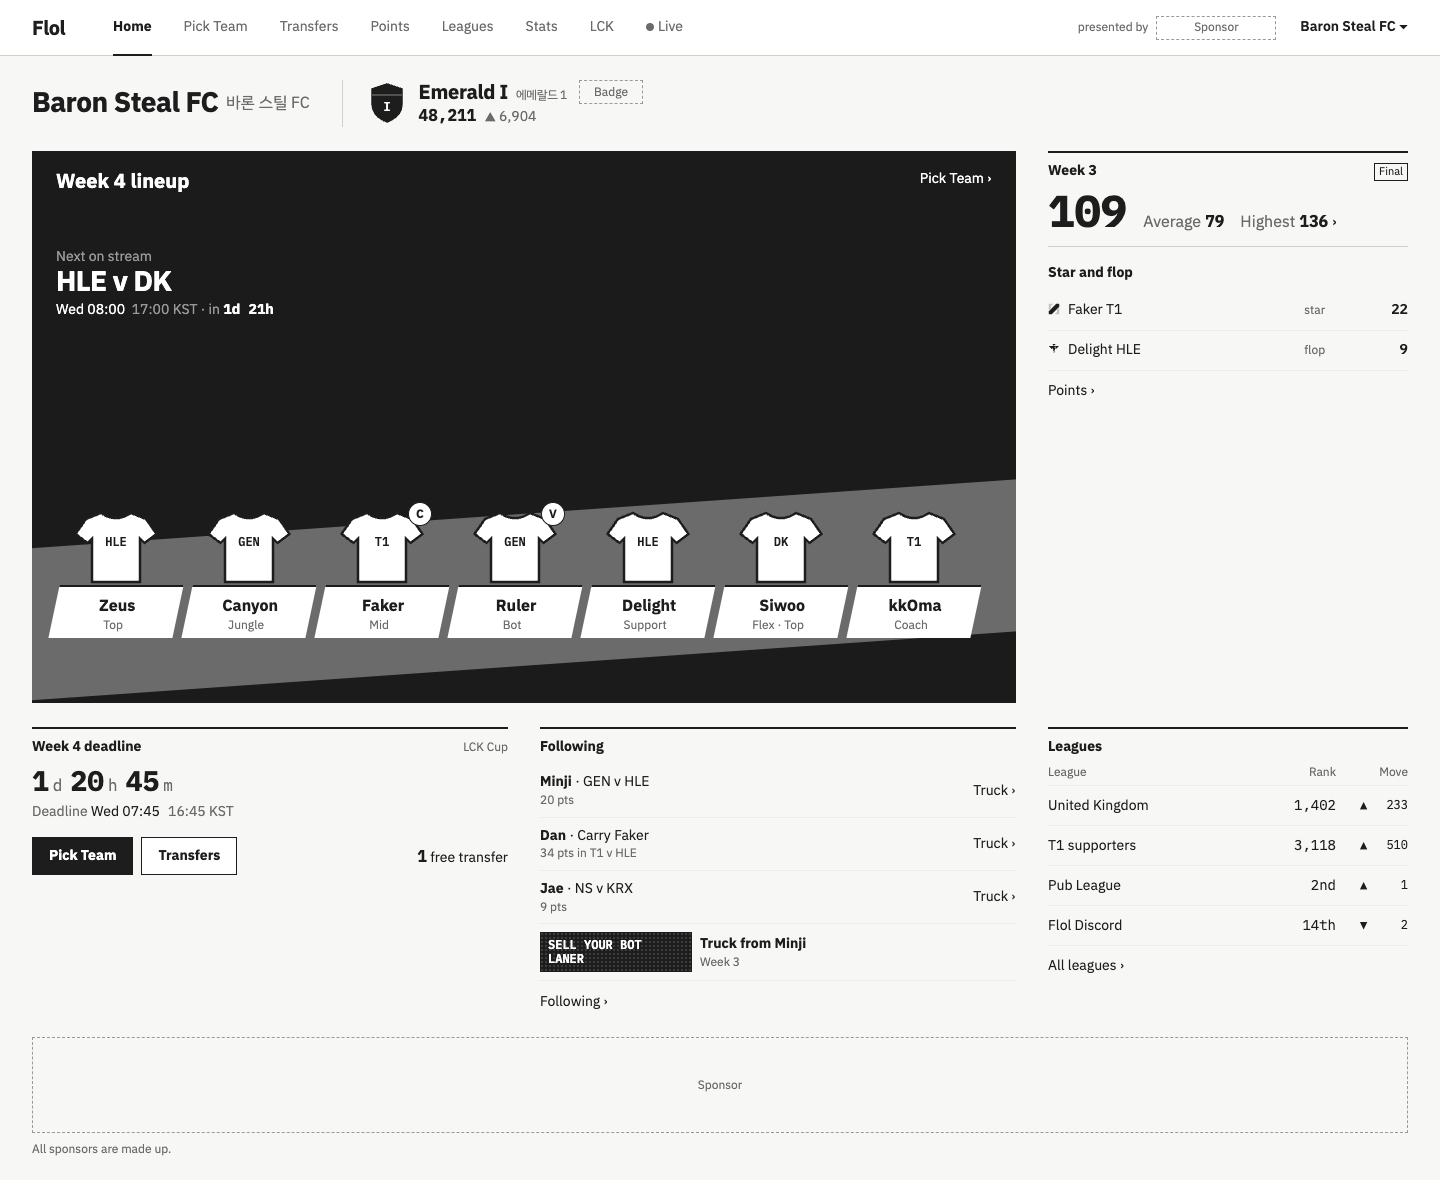 Flol
Home Pick Team Transfers Points Leagues Stats LCK Live
presented by Sponsor Baron Steal FC
Baron Steal FC 바론 스틸 FC
I
Emerald I 에메랄드 1 Badge
48,211 ▲ 6,904
Week 4 lineup
Pick Team ›
Next on stream
HLE v DK
Wed 08:00 17:00 KST · in 1d 21h
C V
HLE GEN T1 GEN HLE DK T1
Zeus Canyon Faker Ruler Delight Siwoo kkOma
Top Jungle Mid Bot Support Flex · Top Coach
Week 3 Final
109 Average 79 Highest 136 ›
Star and flop
Faker T1 star 22
Delight HLE flop 9
Points ›
Week 4 deadline LCK Cup
1 d 20 h 45 m
Deadline Wed 07:45 16:45 KST
Pick Team Transfers 1 free transfer
Following
Minji · GEN v HLE
20 pts
Truck ›
Dan · Carry Faker
34 pts in T1 v HLE
Truck ›
Jae · NS v KRX
9 pts
Truck ›
SELL YOUR BOT
LANER
Truck from Minji
Week 3
Following ›
Leagues
League Rank Move
United Kingdom 1,402 ▲ 233
T1 supporters 3,118 ▲ 510
Pub League 2nd ▲ 1
Flol Discord 14th ▼ 2
All leagues ›
Sponsor
All sponsors are made up.